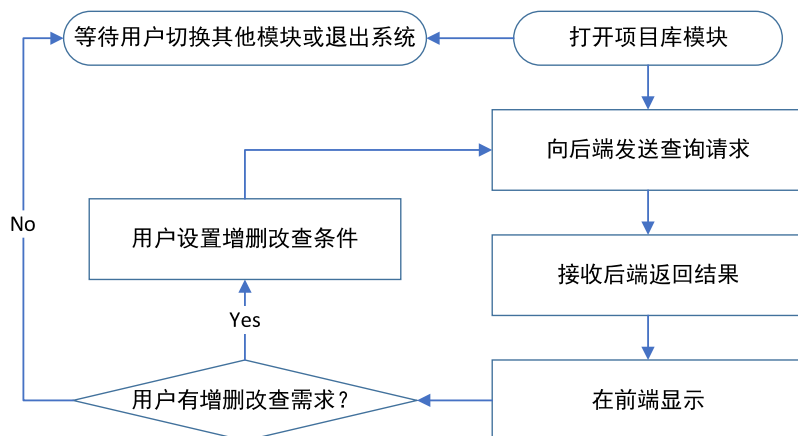 等待用户切换其他模块或退出系统
打开项目库模块
向后端发送查询请求
No
用户设置增删改查条件
接收后端返回结果
Yes
用户有增删改查需求？
在前端显示